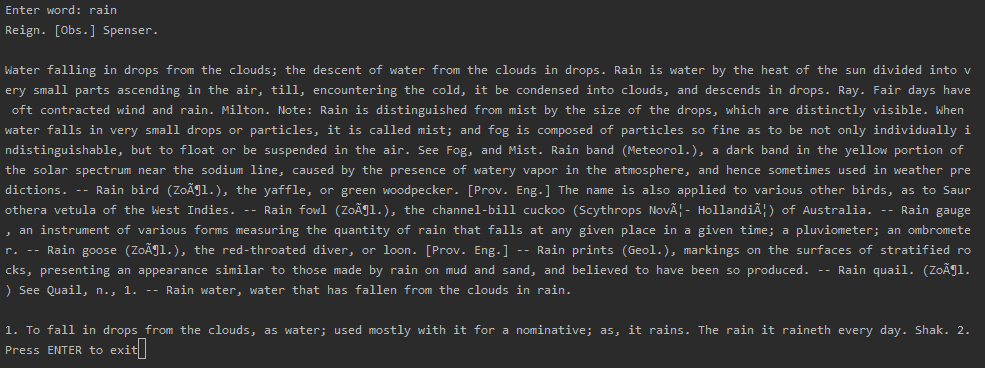 Enter word: rain
Reign. [Obs.] Spenser.
Water falling in drops from the clouds; the descent of water from the clouds in drops. Rain is water by the heat of the sun divided into v
ery small parts ascending in the air, till, encountering the cold, it be condensed into clouds, and descends in drops. Ray. Fair days have
oft contracted wind and rain. Milton. Note: Rain is distinguished from mist by the size of the drops, which are distinctly visible. When
water falls in very small drops or particles, it is called mist; and fog is composed of particles so fine as to be not only individually i
ndistinguishable, but to float or be suspended in the air. See Fog, and Mist. Rain band (Meteorol.), a dark band in the yellow portion of
the solar spectrum near the sodium line, caused by the presence of watery vapor in the atmosphere, and hence sometimes used in weather pre
dictions. -- Rain bird (ZoÃ¶l.), the yaffle, or green woodpecker. [Prov. Eng.] The name is also applied to various other birds, as to Saur
othera vetula of the West Indies. -- Rain fowl (ZoÃ¶l.), the channel-bill cuckoo (Scythrops NovÃ¦- HollandiÃ¦) of Australia. -- Rain gauge
, an instrument of various forms measuring the quantity of rain that falls at any given place in a given time; a pluviometer; an ombromete
r. -- Rain goose (ZoÃ¶l.), the red-throated diver, or loon. [Prov. Eng.] -- Rain prints (Geol.), markings on the surfaces of stratified ro
cks, presenting an appearance similar to those made by rain on mud and sand, and believed to have been so produced. -- Rain quail. (ZoÃ¶l.
) See Quail, n., 1. -- Rain water, water that has fallen from the clouds in rain.
1. To fall in drops from the clouds, as water; used mostly with it for a nominative; as, it rains. The rain it raineth every day. Shak. 2.
Press ENTER to exit